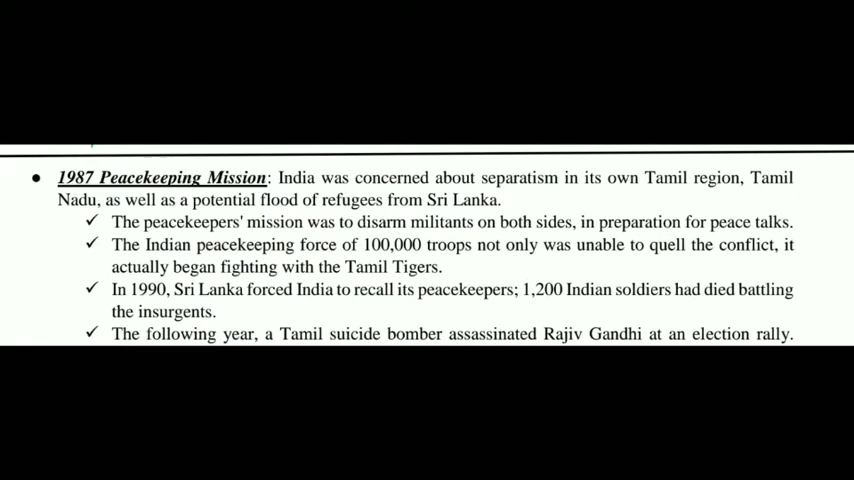 ● 1987 Peacekeeping Mission: India was concerned about separatism in its own Tamil region, Tamil
Nadu, as well as a potential flood of refugees from Sri Lanka.
✓ The peacekeepers' mission was to disarm militants on both sides, in preparation for peace talks.
✓ The Indian peacekeeping force of 100,000 troops not only was unable to quell the conflict, it
actually began fighting with the Tamil Tigers.
✓ In 1990, Sri Lanka forced India to recall its peacekeepers; 1,200 Indian soldiers had died battling
the insurgents.
✓ The following year, a Tamil suicide bomber assassinated Rajiv Gandhi at an election rally.